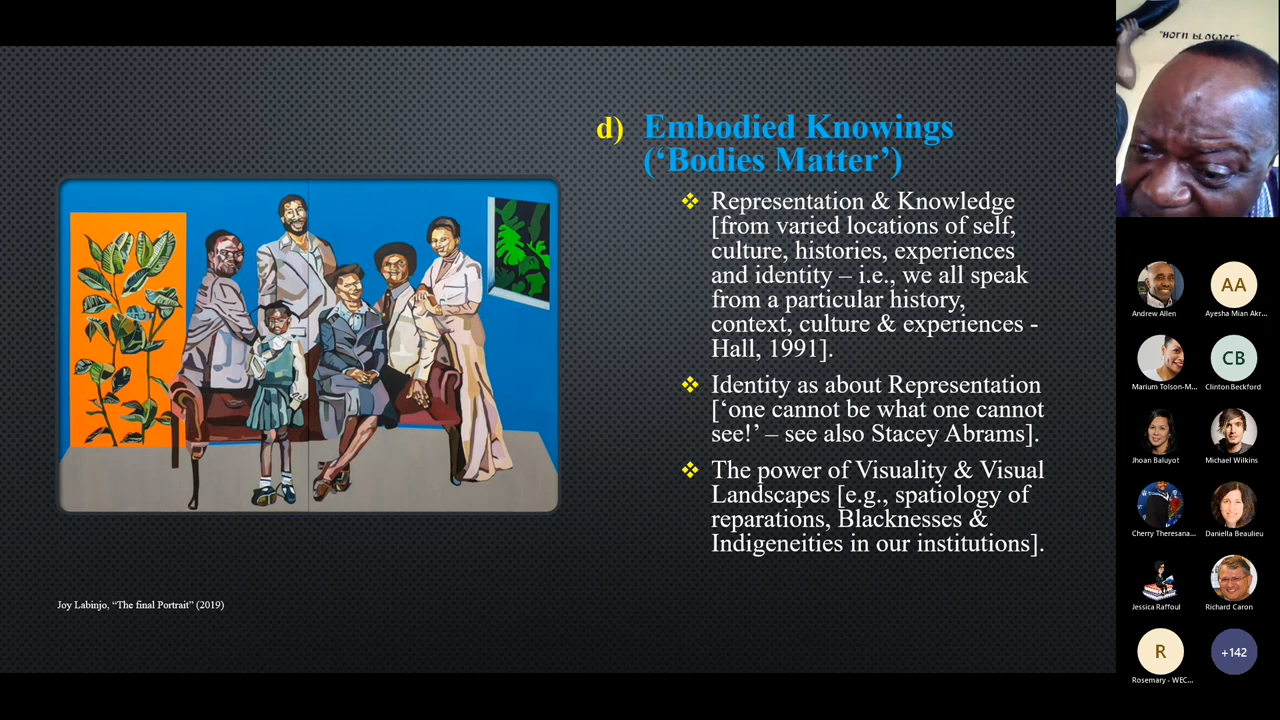 "Horn Blower"
d) Embodied Knowings
(‘Bodies Matter’)
❖ Representation & Knowledge
[from varied locations of self,
culture, histories, experiences
and identity – i.e., we all speak
from a particular history,
context, culture & experiences -
Hall, 1991].
❖ Identity as about Representation
[‘one cannot be what one cannot
see!’ – see also Stacey Abrams].
❖ The power of Visuality & Visual
Landscapes [e.g., spatiology of
reparations, Blacknesses &
Indigeneities in our institutions].
Joy Labinjo, “The final Portrait” (2019)
Andrew Allen
AA
Ayesha Mian Akr...
Marium Tolson-M...
CB
Clinton Beckford
Jhoan Baluyot
Michael Wilkins
Cherry Theresana...
Daniella Beaulieu
Jessica Raffoul
Richard Caron
R
Rosemary - WEC...
+142